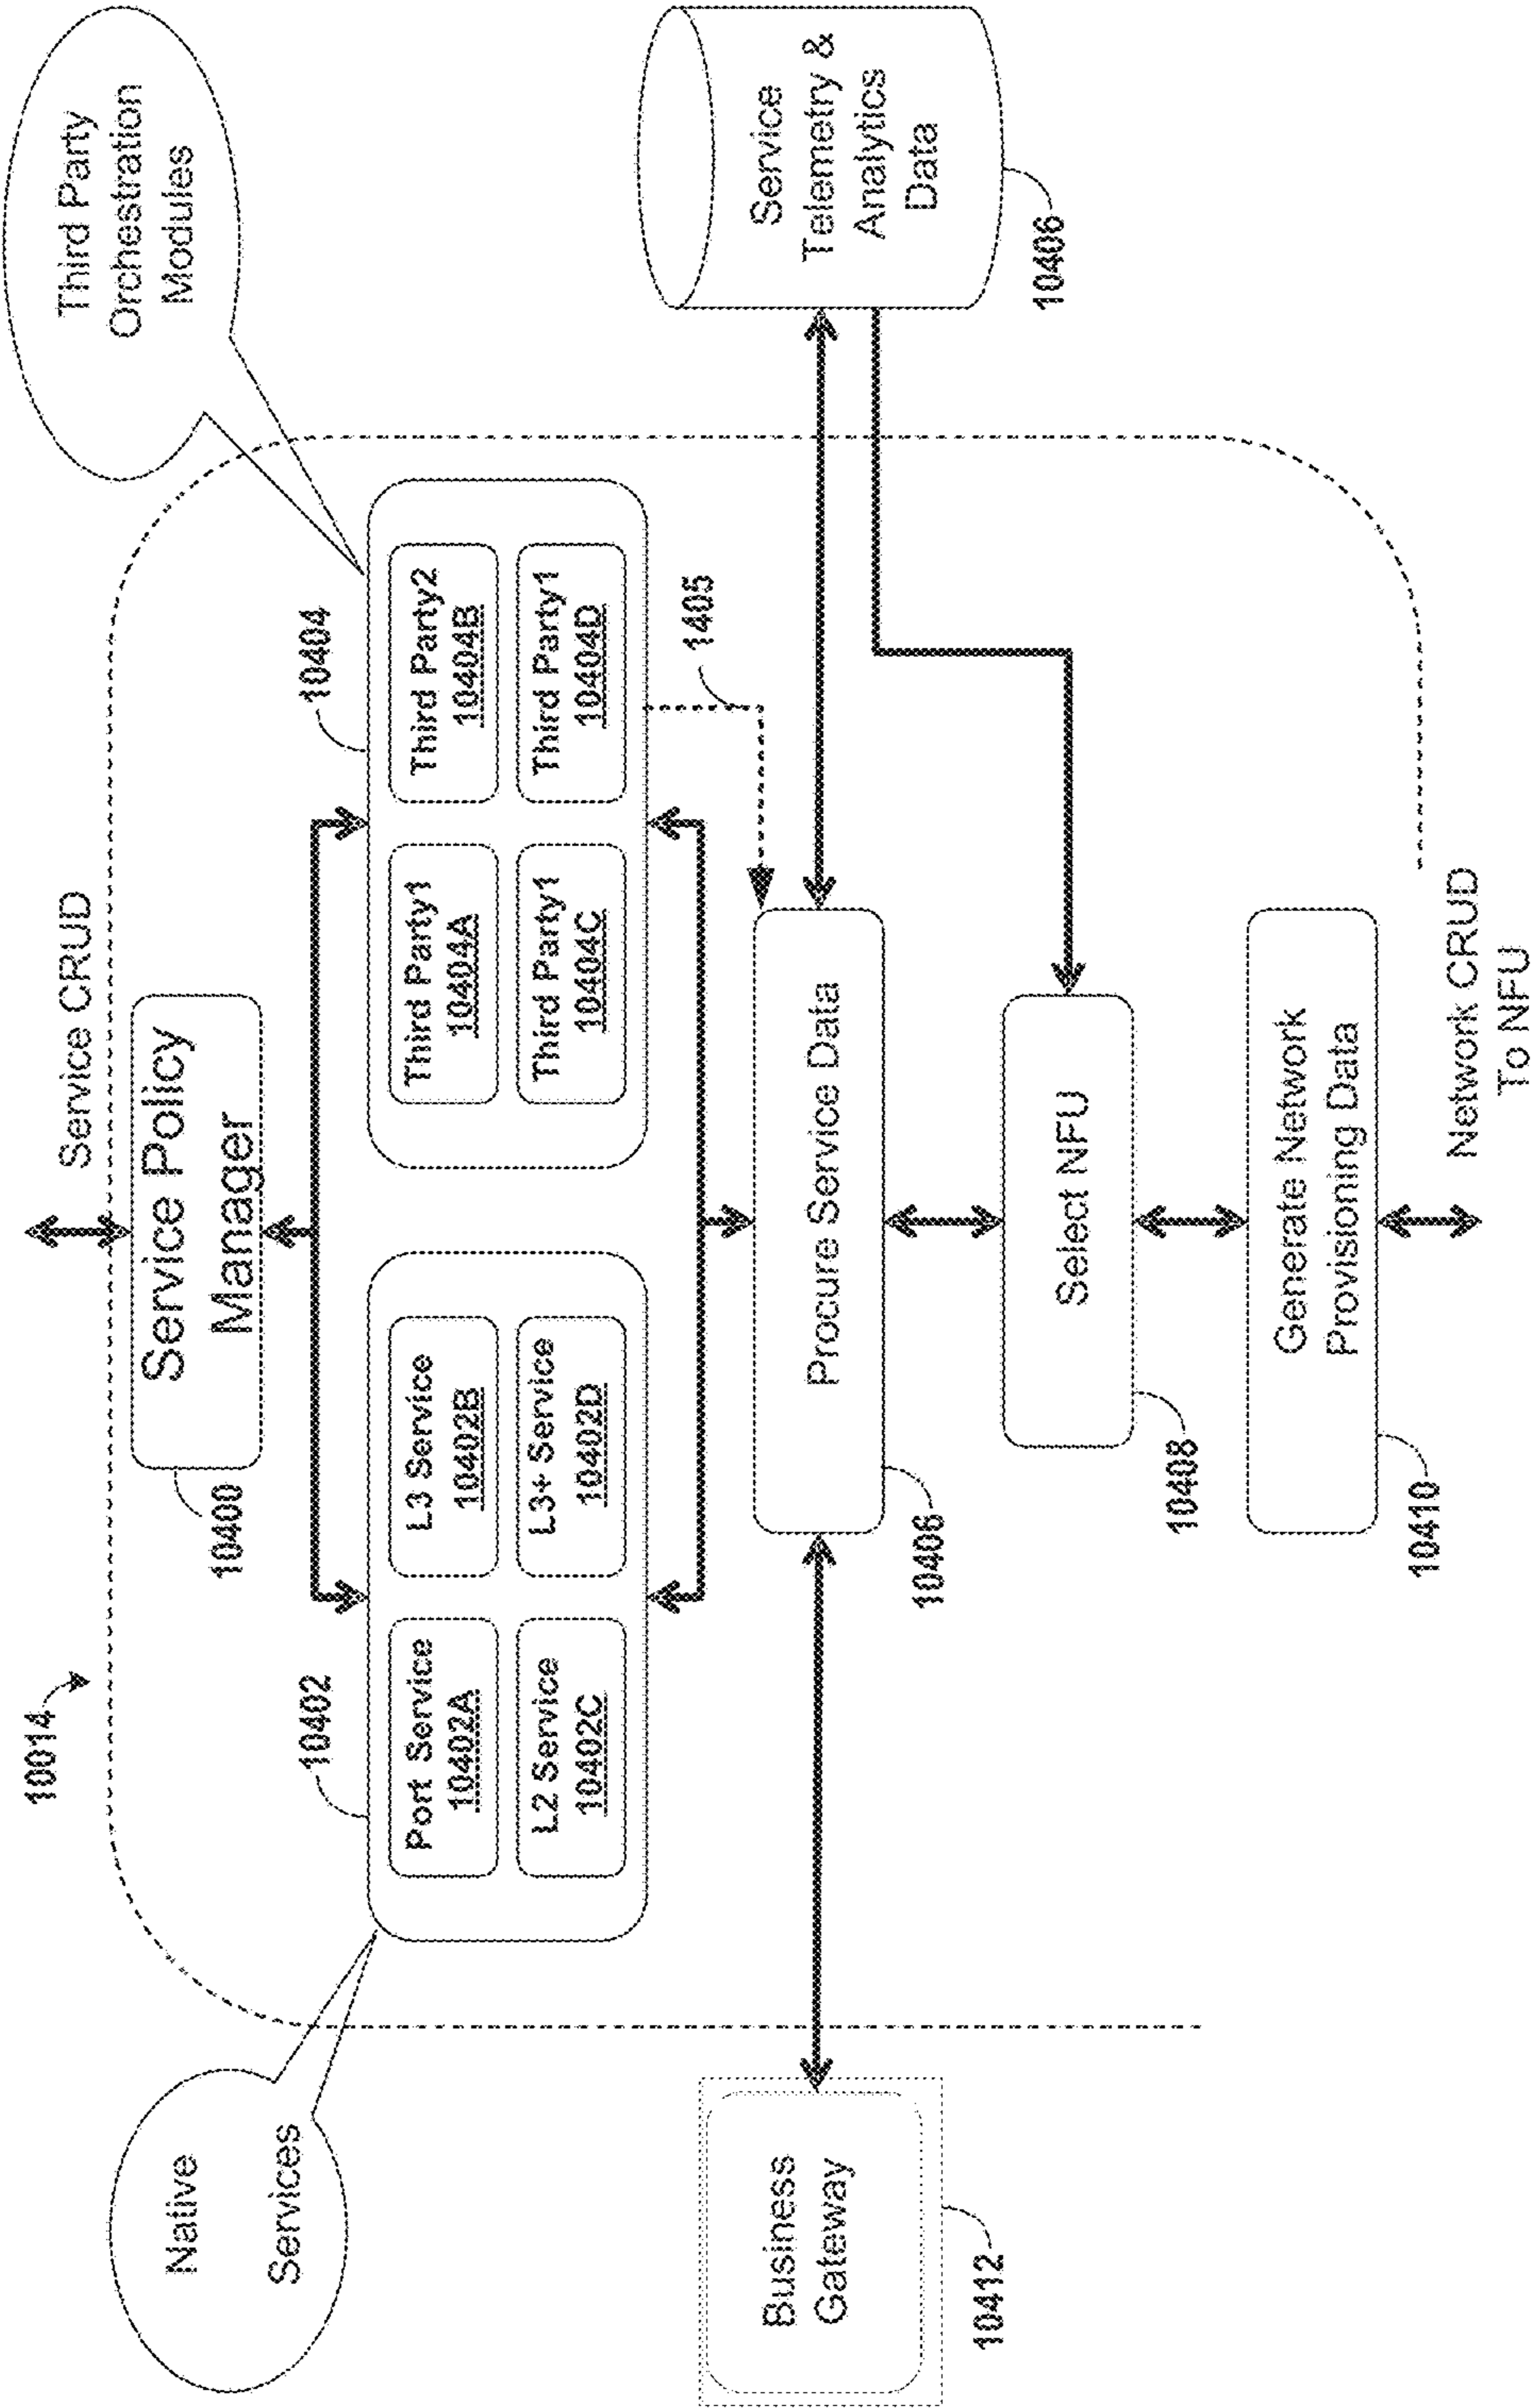 10014
Service CRUD
Service Policy
Manager
10400
Native
Services
Third Party
Orchestration
Modules
10402
Port Service
10402A
L3 Service
10402B
L2 Service
10402C
L3+ Service
10402D
10404
Third Party1
10404A
Third Party2
10404B
Third Party1
10404C
Third Party1
10404D
1405
Business
Gateway
10412
Procure Service Data
10406
Service
Telemetry &
Analytics
Data
10406
Select NFU
10408
Generate Network
Provisioning Data
10410
Network CRUD
To NFU